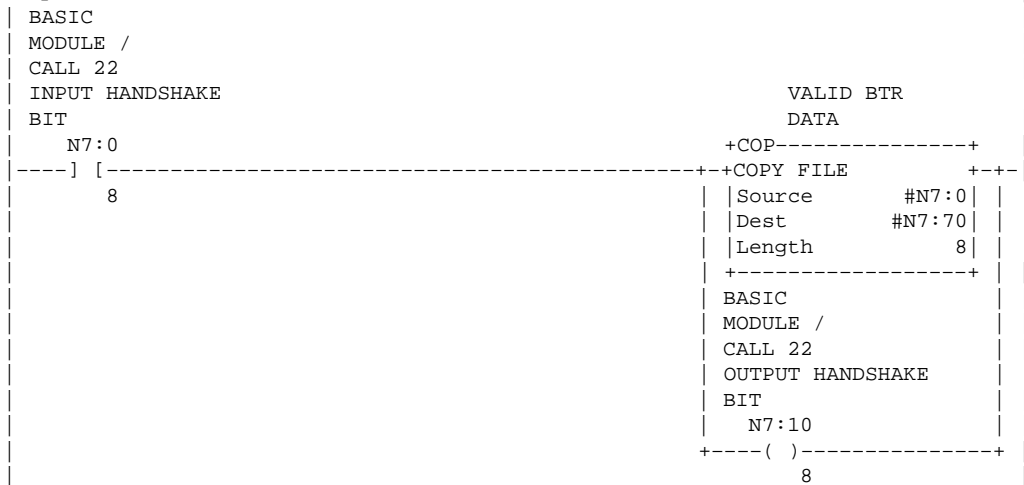 BASIC
MODULE /
CALL 22
INPUT HANDSHAKE VALID BTR
BIT DATA
N7:0 +COP---------------+
|----] [----------------------------------------------+-+COPY FILE +-+-
8 | |Source #N7:0| |
| |Dest #N7:70| |
| |Length 8| |
| +------------------+ |
| BASIC |
| MODULE / |
| CALL 22 |
| OUTPUT HANDSHAKE |
| BIT |
| N7:10 |
+----( )---------------+
8